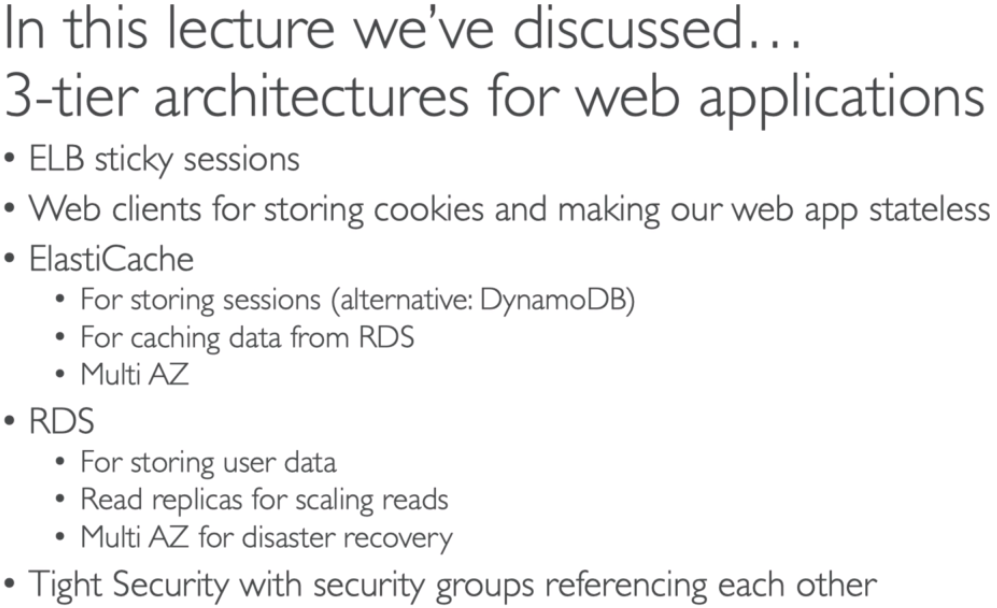 In this lecture we've discussed…
3-tier architectures for web applications
• ELB sticky sessions
• Web clients for storing cookies and making our web app stateless
• ElastiCache
• For storing sessions (alternative: DynamoDB)
• For caching data from RDS
• Multi AZ
• RDS
• For storing user data
• Read replicas for scaling reads
• Multi AZ for disaster recovery
• Tight Security with security groups referencing each other